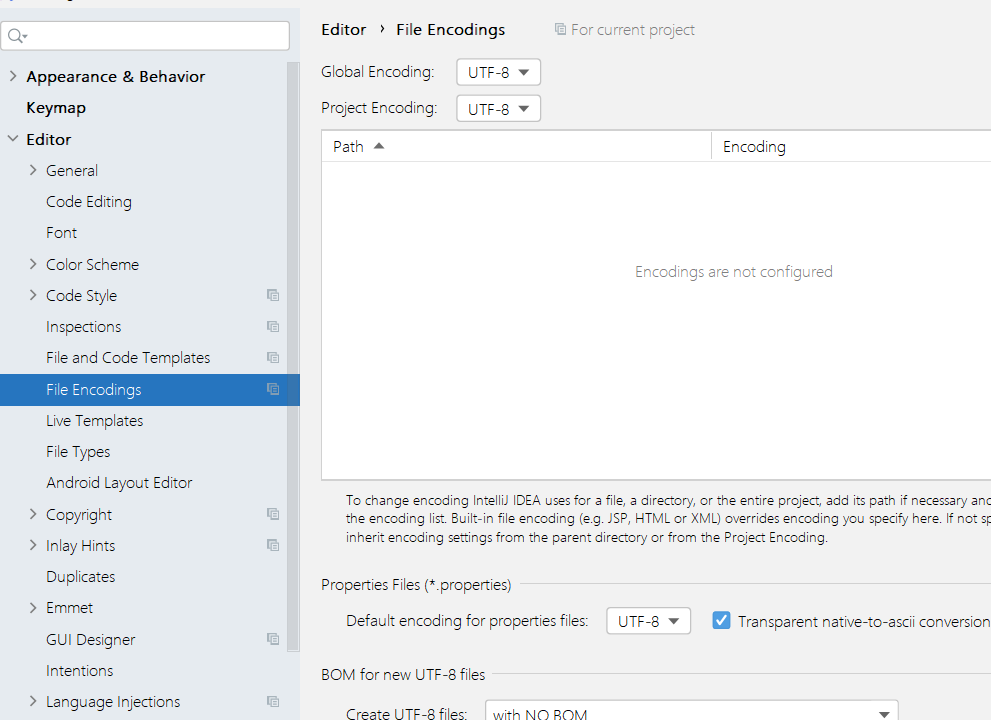 Editor › File Encodings For current project
Global Encoding: UTF-8
Project Encoding: UTF-8
Path Encoding
Encodings are not configured
To change encoding IntelliJ IDEA uses for a file, a directory, or the entire project, add its path if necessary and
the encoding list. Built-in file encoding (e.g. JSP, HTML or XML) overrides encoding you specify here. If not sp
inherit encoding settings from the parent directory or from the Project Encoding.
Properties Files (*.properties)
Default encoding for properties files: UTF-8 Transparent native-to-ascii conversion
BOM for new UTF-8 files
Create UTF-8 files: with NO BOM
Appearance & Behavior
Keymap
Editor
General
Code Editing
Font
Color Scheme
Code Style
Inspections
File and Code Templates
File Encodings
Live Templates
File Types
Android Layout Editor
Copyright
Inlay Hints
Duplicates
Emmet
GUI Designer
Intentions
Language Injections